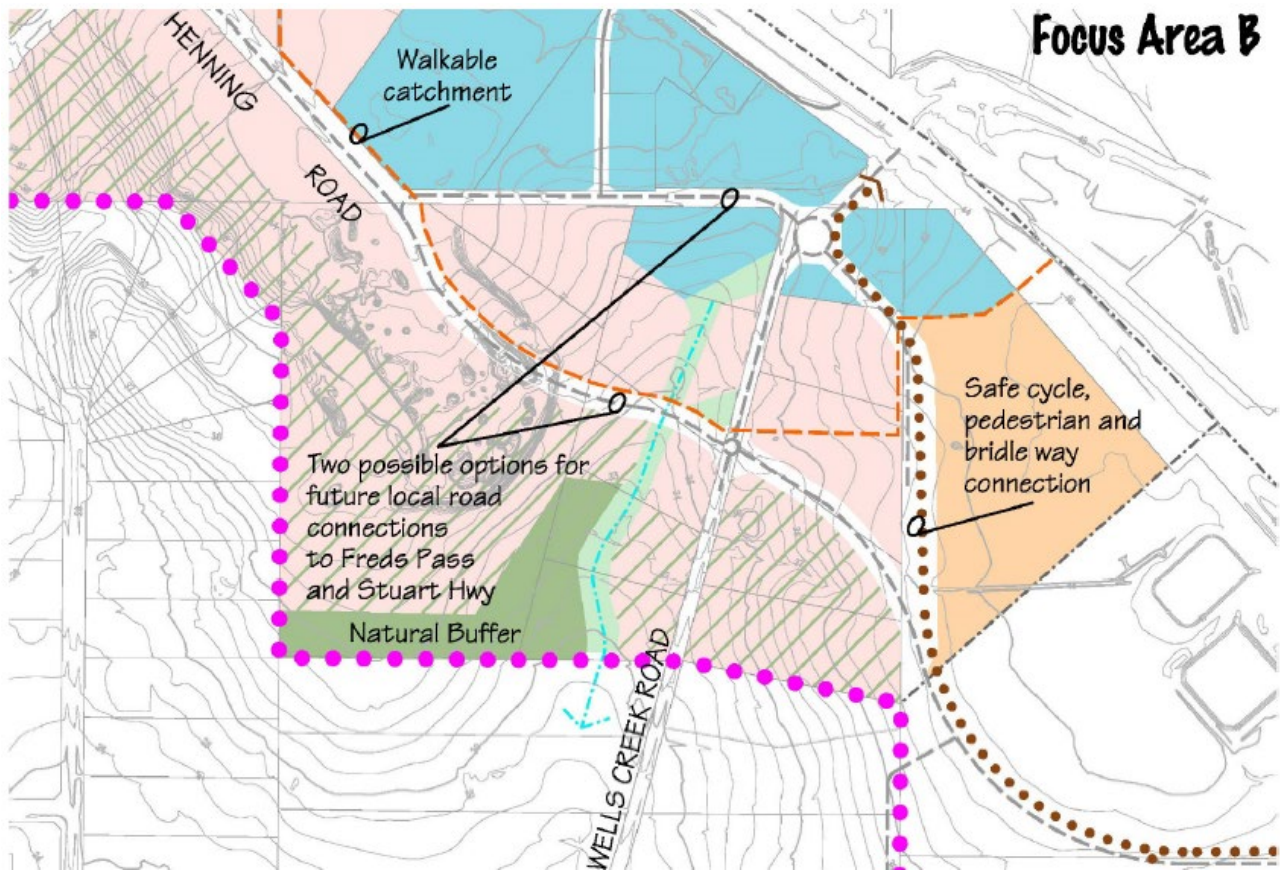 Focus Area B
HENNING
ROAD
Walkable
catchment
Safe cycle,
pedestrian and
bridle way
connection
Two possible options for
future local road
connections
to Freds Pass
and Stuart Hwy
Natural Buffer
WELLS CREEK ROAD